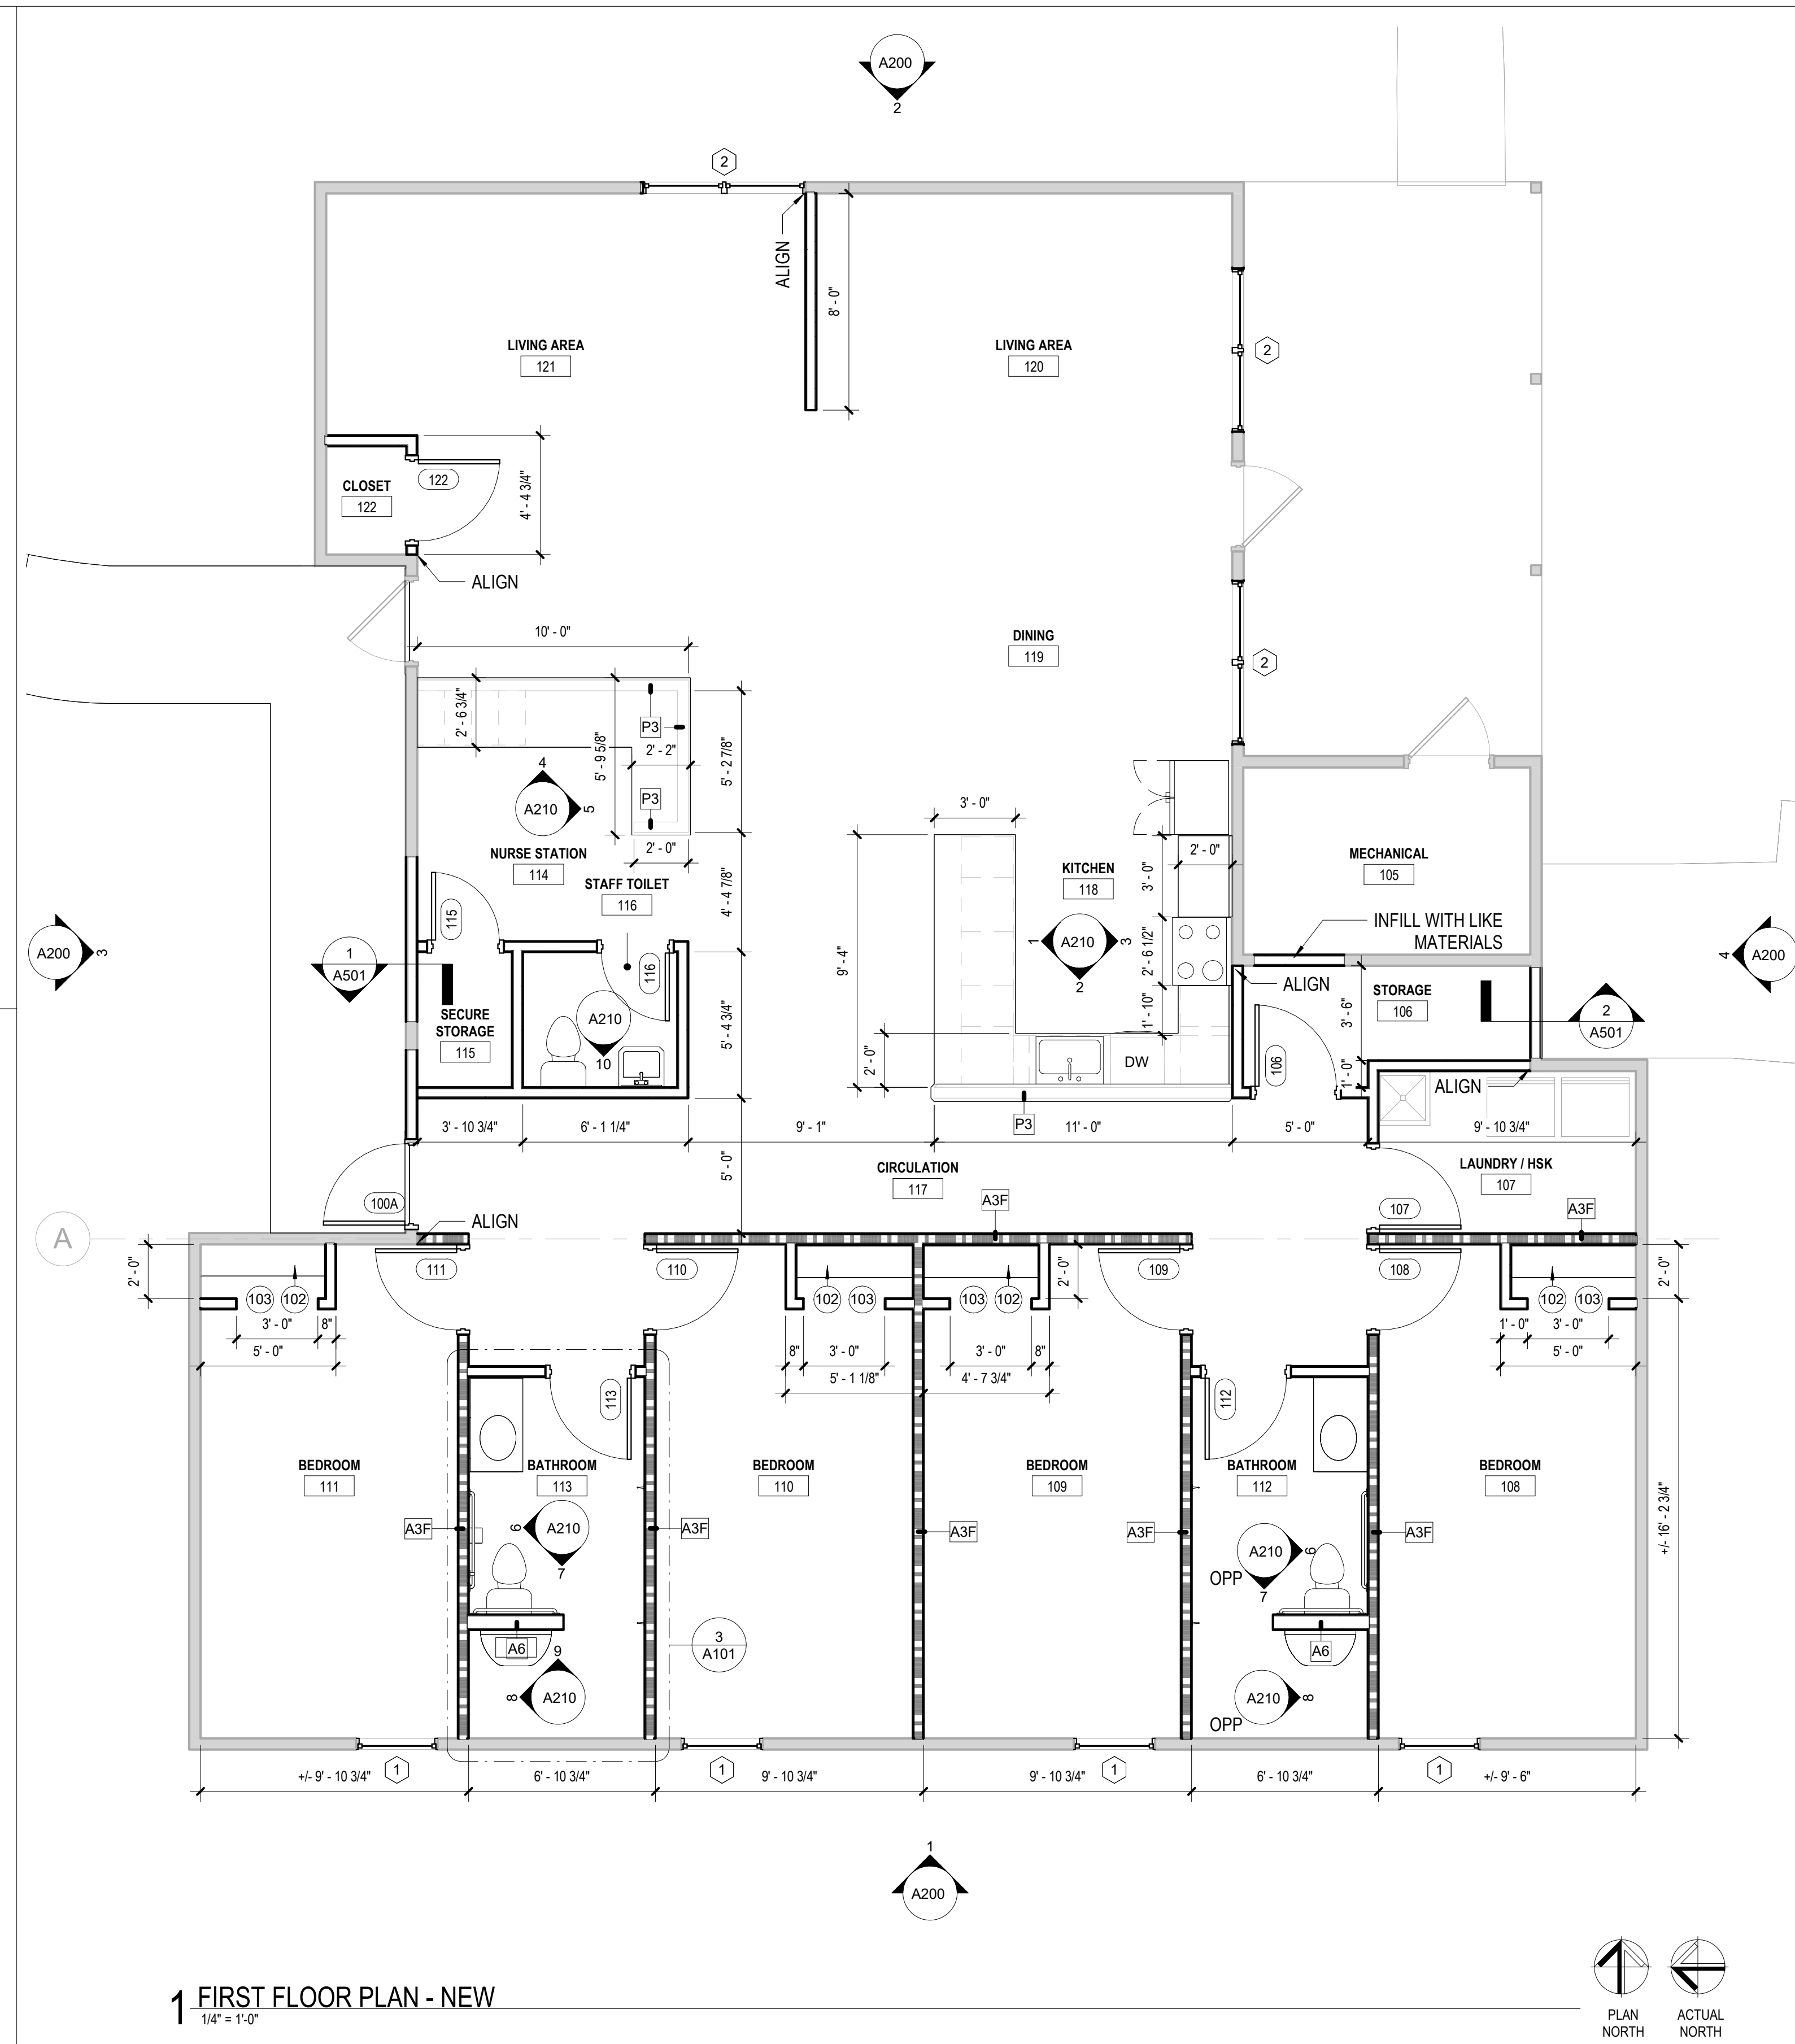 A200
2
2
ALIGN
8' - 0"
LIVING AREA
121
LIVING AREA
120
2
CLOSET
122
122
4' - 4 3/4"
ALIGN
10' - 0"
DINING
119
2
2' - 6 3/4"
5' - 9 5/8"
P3
2' - 2"
5' - 2 7/8"
4
A210
5
P3
2' - 0"
3' - 0"
NURSE STATION
114
STAFF TOILET
116
4' - 4 7/8"
KITCHEN
118
3' - 0"
2' - 0"
MECHANICAL
105
INFILL WITH LIKE
MATERIALS
115
116
A200
3
1
A501
9' - 4"
1
A210
3
2
2' - 6 1/2"
4
A200
ALIGN
STORAGE
106
3' - 6"
2
A501
SECURE
STORAGE
115
A210
10
5' - 4 3/4"
1' - 10"
2' - 0"
DW
106
1' - 0"
ALIGN
P3
3' - 10 3/4"
6' - 1 1/4"
9' - 1"
11' - 0"
5' - 0"
9' - 10 3/4"
5' - 0"
CIRCULATION
117
LAUNDRY / HSK
107
100A
A3F
107
A3F
ALIGN
A
2' - 0"
111
110
109
108
2' - 0"
2' - 0"
103
102
102
103
103
102
102
103
3' - 0"
8"
5' - 0"
8"
3' - 0"
5' - 1 1/8"
3' - 0"
8"
4' - 7 3/4"
1' - 0"
3' - 0"
5' - 0"
113
112
BEDROOM
111
BATHROOM
113
BEDROOM
110
BEDROOM
109
BATHROOM
112
BEDROOM
108
A3F
6
A210
7
A3F
A3F
A3F
A210
6
7
OPP
A3F
+/- 16' - 2 3/4"
3
A101
A6
9
8
A210
A6
A210
8
OPP
+/- 9' - 10 3/4"
1
6' - 10 3/4"
1
9' - 10 3/4"
9' - 10 3/4"
1
6' - 10 3/4"
1
+/- 9' - 6"
1
A200
1
FIRST FLOOR PLAN - NEW
1/4" = 1'-0"
PLAN
NORTH
ACTUAL
NORTH